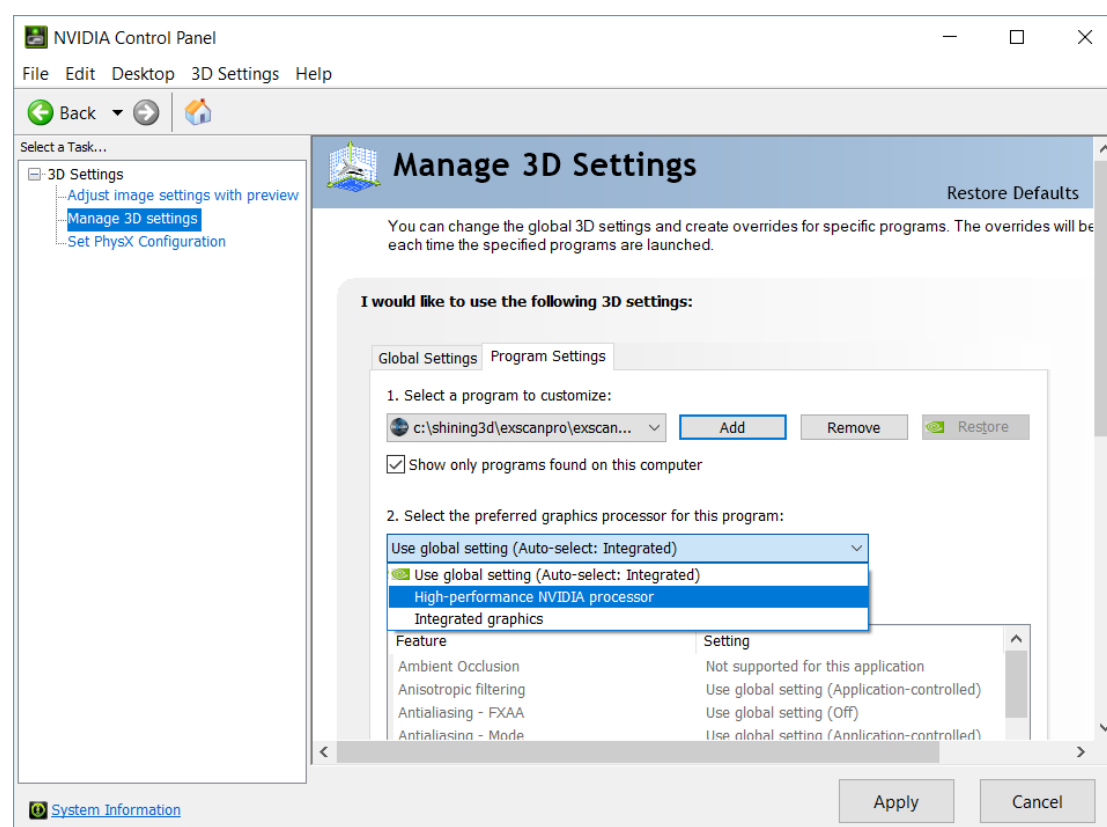 NVIDIA Control Panel
File Edit Desktop 3D Settings Help
Back
Select a Task...
3D Settings
Adjust image settings with preview
Manage 3D settings
Set PhysX Configuration
Manage 3D Settings
Restore Defaults
You can change the global 3D settings and create overrides for specific programs. The overrides will be
each time the specified programs are launched.
I would like to use the following 3D settings:
Global Settings Program Settings
1. Select a program to customize:
c:\shining3d\exscanpro\exscan... Add Remove Restore
Show only programs found on this computer
2. Select the preferred graphics processor for this program:
Use global setting (Auto-select: Integrated)
Use global setting (Auto-select: Integrated)
High-performance NVIDIA processor
Integrated graphics
Feature Setting
Ambient Occlusion Not supported for this application
Anisotropic filtering Use global setting (Application-controlled)
Antialiasing - FXAA Use global setting (Off)
Antialiasing - Mode Use global setting (Application-controlled)
System Information
Apply Cancel